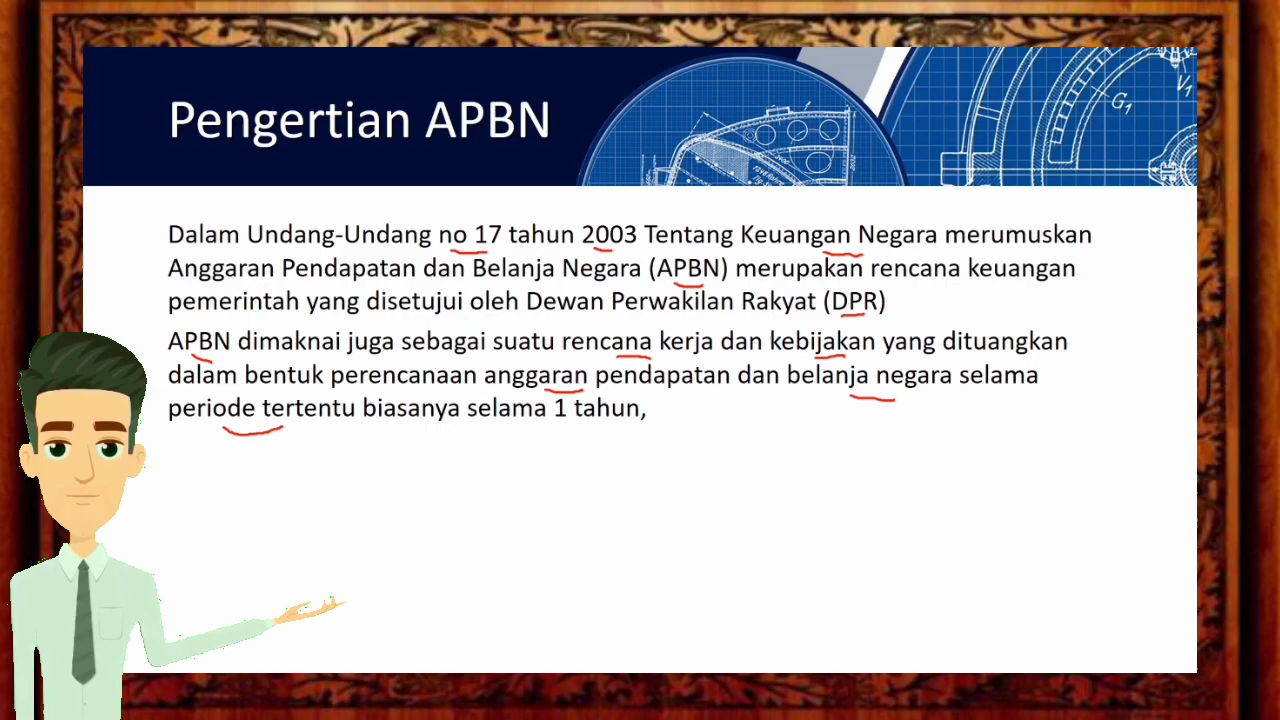 Pengertian APBN
G1
V1
Dalam Undang-Undang no 17 tahun 2003 Tentang Keuangan Negara merumuskan
Anggaran Pendapatan dan Belanja Negara (APBN) merupakan rencana keuangan
pemerintah yang disetujui oleh Dewan Perwakilan Rakyat (DPR)
APBN dimaknai juga sebagai suatu rencana kerja dan kebijakan yang dituangkan
dalam bentuk perencanaan anggaran pendapatan dan belanja negara selama
periode tertentu biasanya selama 1 tahun,